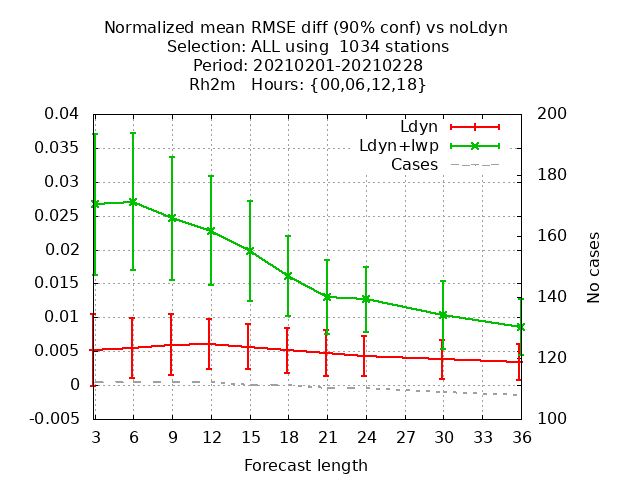 Normalized mean RMSE diff (90% conf) vs noLdyn
Selection: ALL using  1034 stations
Period: 20210201-20210228
Rh2m   Hours: {00,06,12,18}
0.04
0.035
0.03
0.025
0.02
0.015
0.01
0.005
0
-0.005
Ldyn
Ldyn+lwp
Cases
200
180
160
140
120
100
No cases
3 6 9 12 15 18 21 24 27 30 33 36
Forecast length